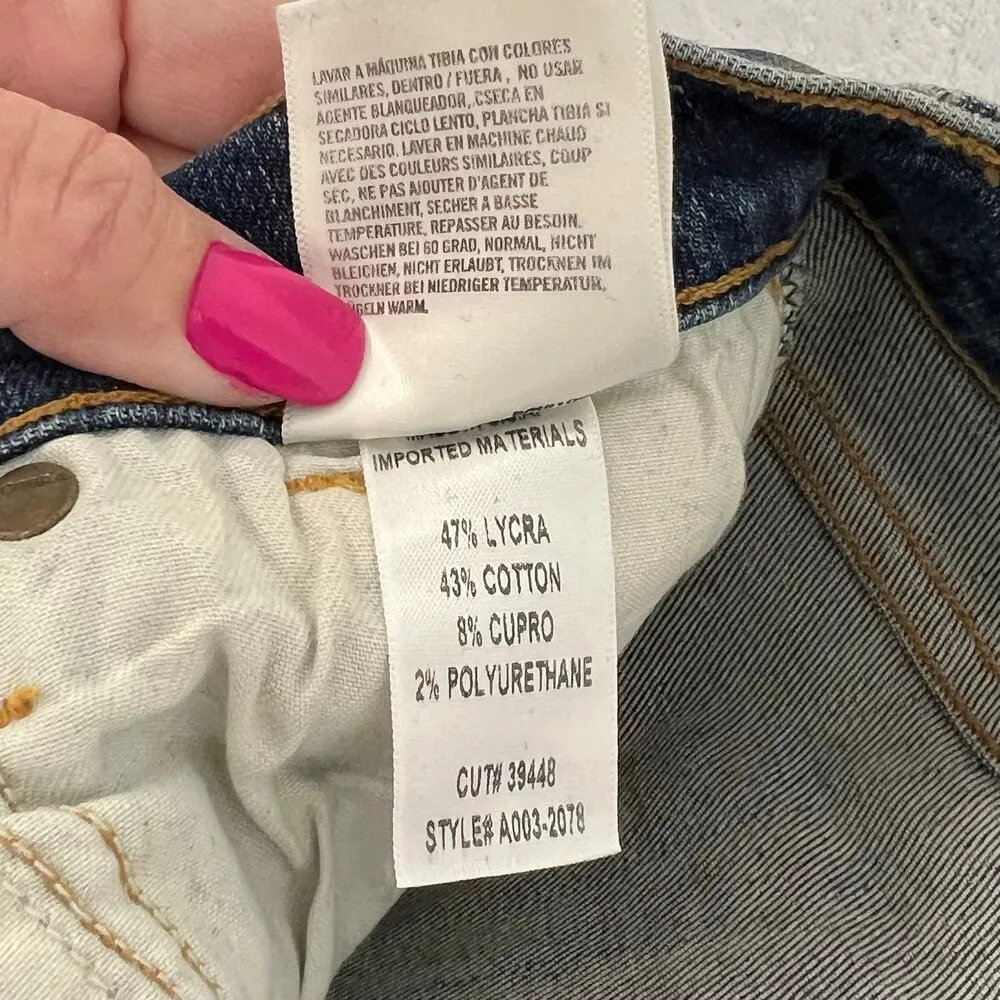 LAVAR A MÁQUINA TIBIA CON COLORES
SIMILARES, DENTRO / FUERA , NO USAR
AGENTE BLANQUEADOR,.CSECA EN
SECADORA CICLO LENTO, PLANCHA TIBIA SI
NECESARIO. LAVER EN MACHINE CHAUD
AVEC DES COULEURS SIMILAIRES, COUP
SEC, NE PAS AJOUTER D'AGENT DE
BLANCHIMENT, SECHER A BASSE
TEMPERATURE, REPASSER AU BESOIN.
WASCHEN BEI 60 GRAD, NORMAL, NICHT
BLEICHEN, NICHT ERLAUBT, TROCKNEN IM
TROCKNER BEI NIEDRIGER TEMPERATUR,
WARM.
IMPORTED MATERIALS
47% LYCRA
43% COTTON
8% CUPRO
2% POLYURETHANE
CUT# 39448
STYLE# A003-2078